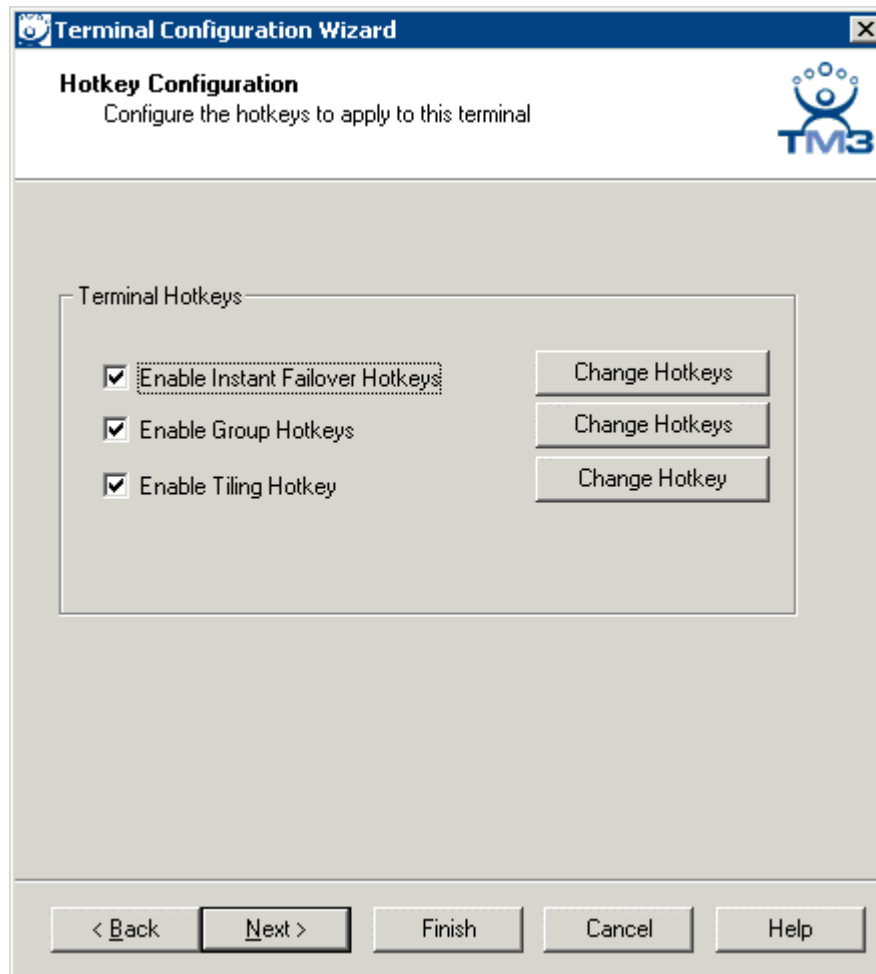 Terminal Configuration Wizard
Hotkey Configuration
Configure the hotkeys to apply to this terminal
TM3
Terminal Hotkeys
Enable Instant Failover Hotkeys Change Hotkeys
Enable Group Hotkeys Change Hotkeys
Enable Tiling Hotkey Change Hotkey
< Back Next > Finish Cancel Help